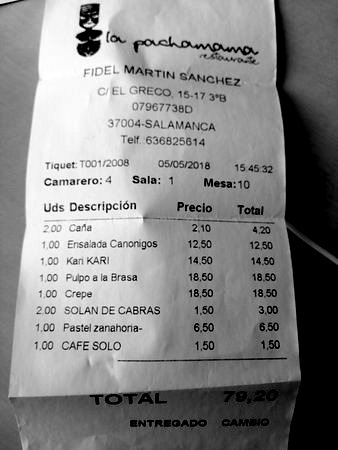 la pachamama
restaurante
FIDEL MARTIN SANCHEZ
C/ EL GRECO, 15-17 3ºB
07967738D
37004-SALAMANCA
Telf. 636825614
Tiquet: T001/2008 05/05/2018 15:45:32
Camarero: 4 Sala: 1 Mesa: 10
Uds Descripción Precio Total
2,00 Caña 2,10 4,20
1,00 Ensalada Canonigos 12,50 12,50
1,00 Kari KARI 14,50 14,50
1,00 Pulpo a la Brasa 18,50 18,50
1,00 Crepe 18,50 18,50
2,00 SOLAN DE CABRAS 1,50 3,00
1,00 Pastel zanahoria- 6,50 6,50
1,00 CAFE SOLO 1,50 1,50
TOTAL 79,20
ENTREGADO CAMBIO